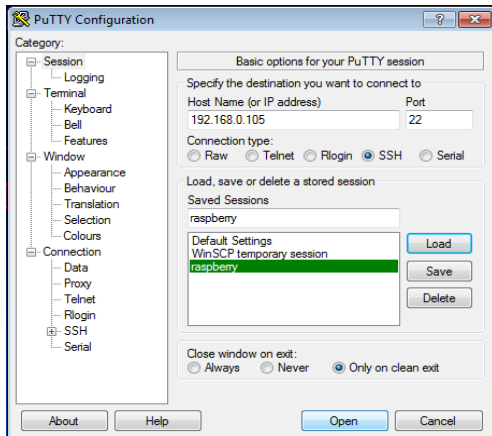 PuTTY Configuration
Category:
Session
Logging
Terminal
Keyboard
Bell
Features
Window
Appearance
Behaviour
Translation
Selection
Colours
Connection
Data
Proxy
Telnet
Rlogin
SSH
Serial
Basic options for your PuTTY session
Specify the destination you want to connect to
Host Name (or IP address) Port
192.168.0.105 22
Connection type:
Raw Telnet Rlogin SSH Serial
Load, save or delete a stored session
Saved Sessions
raspberry
Default Settings
WinSCP temporary session
raspberry
Load
Save
Delete
Close window on exit:
Always Never Only on clean exit
About Help Open Cancel